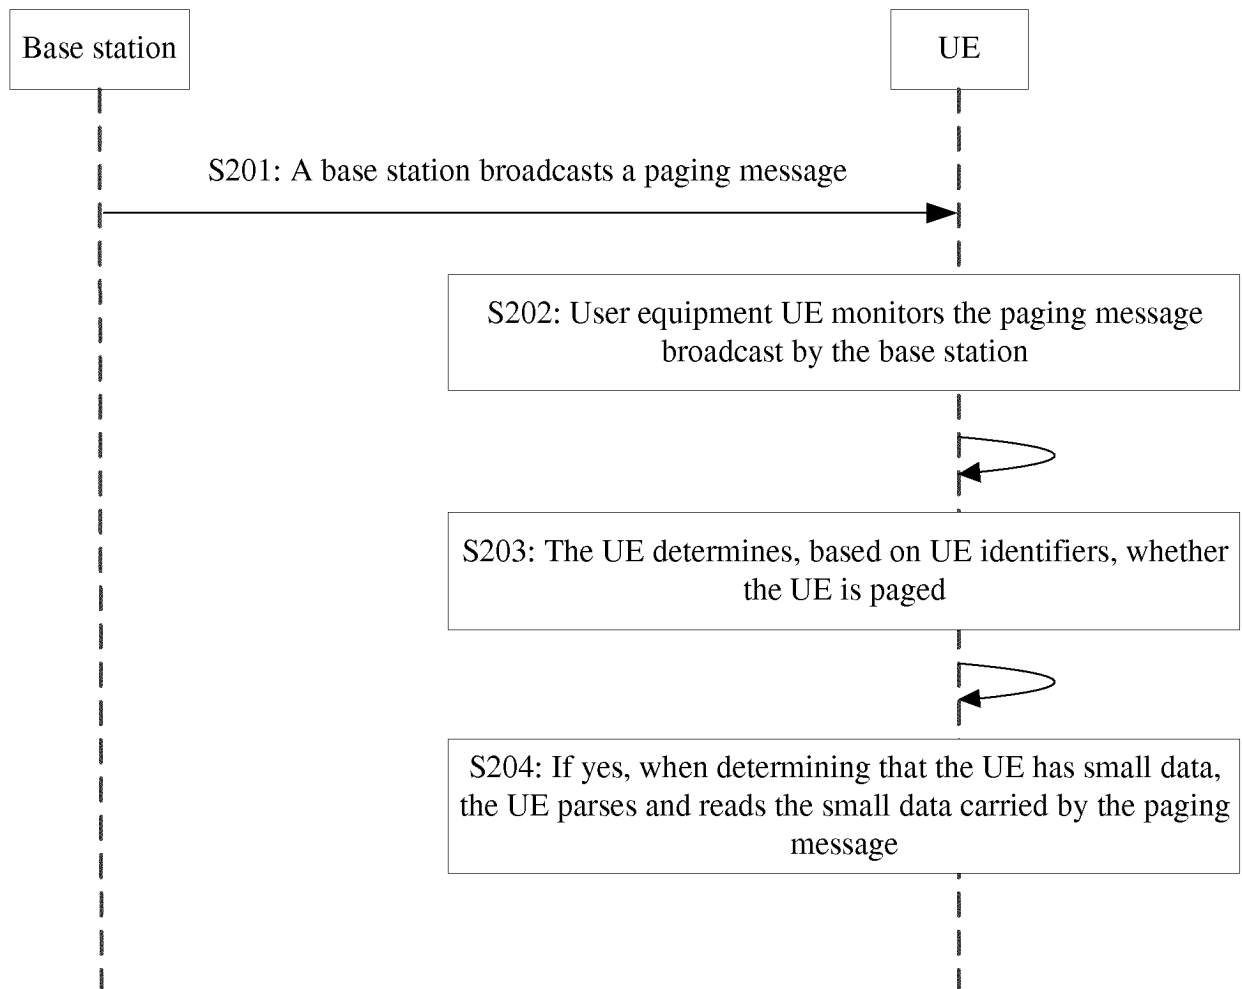 Base station
UE
S201: A base station broadcasts a paging message
S202: User equipment UE monitors the paging message
broadcast by the base station
S203: The UE determines, based on UE identifiers, whether
the UE is paged
S204: If yes, when determining that the UE has small data,
the UE parses and reads the small data carried by the paging
message